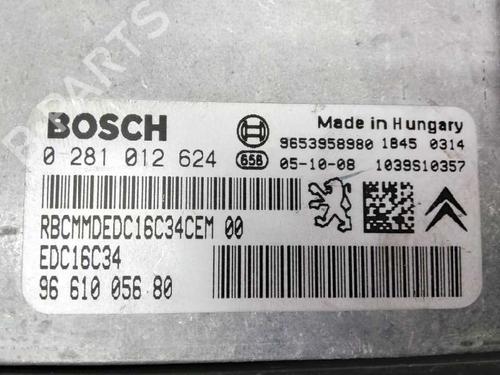 BOSCH
Made in Hungary
9653958980 1845 0314
0 281 012 624 658 05-10-08 1039S10357
RBCMMDEDC16C34CEM 00
EDC16C34
96 610 056 80
B-PARTS